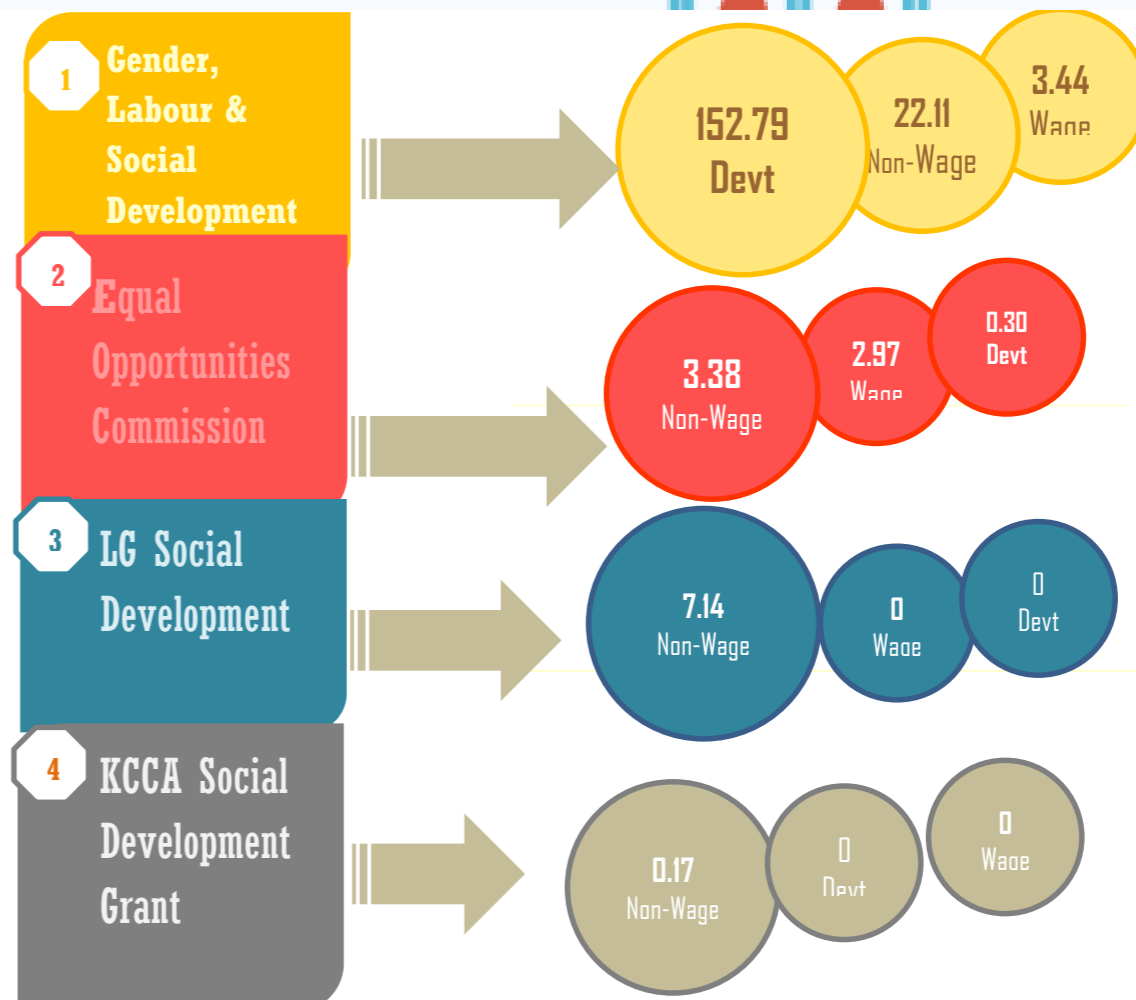 1
Gender,
Labour &
Social
Development
152.79
Devt
22.11
Non-Wage
3.44
Wage
2
Equal
Opportunities
Commission
3.38
Non-Wage
2.97
Wage
0.30
Devt
3
LG Social
Development
7.14
Non-Wage
0
Wage
0
Devt
4
KCCA Social
Development
Grant
0.17
Non-Wage
0
Devt
0
Wage